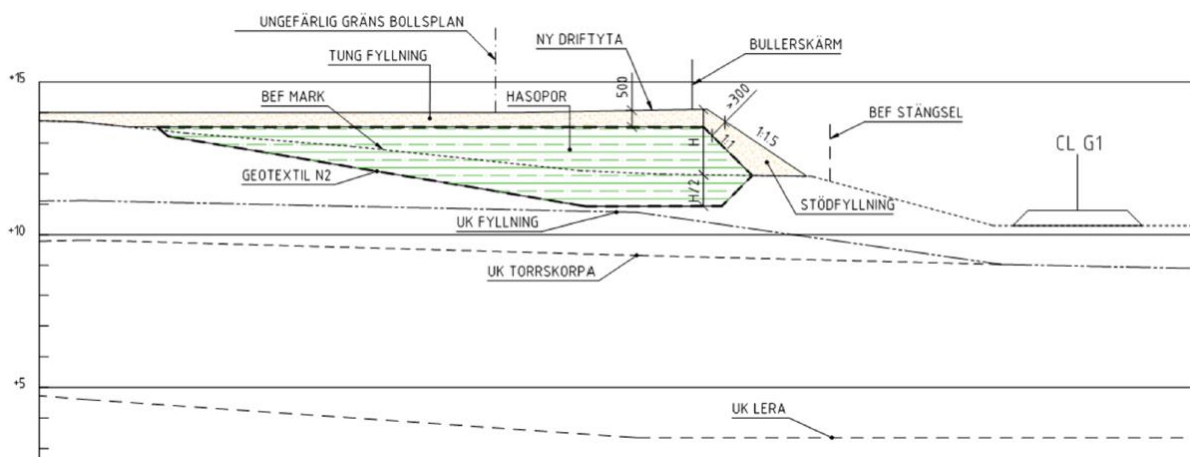 UNGEFÄRLIG GRÄNS BOLLSPLAN
NY DRIFTYTA
BULLERSKÄRM
TUNG FYLLNING
+15
500
>300
BEF MARK
HASOPOR
1:1.5
BEF STÄNGSEL
1:1
H
CL G1
GEOTEXTIL N2
H/2
STÖDFYLLNING
UK FYLLNING
+10
UK TORRSKORPA
+5
UK LERA